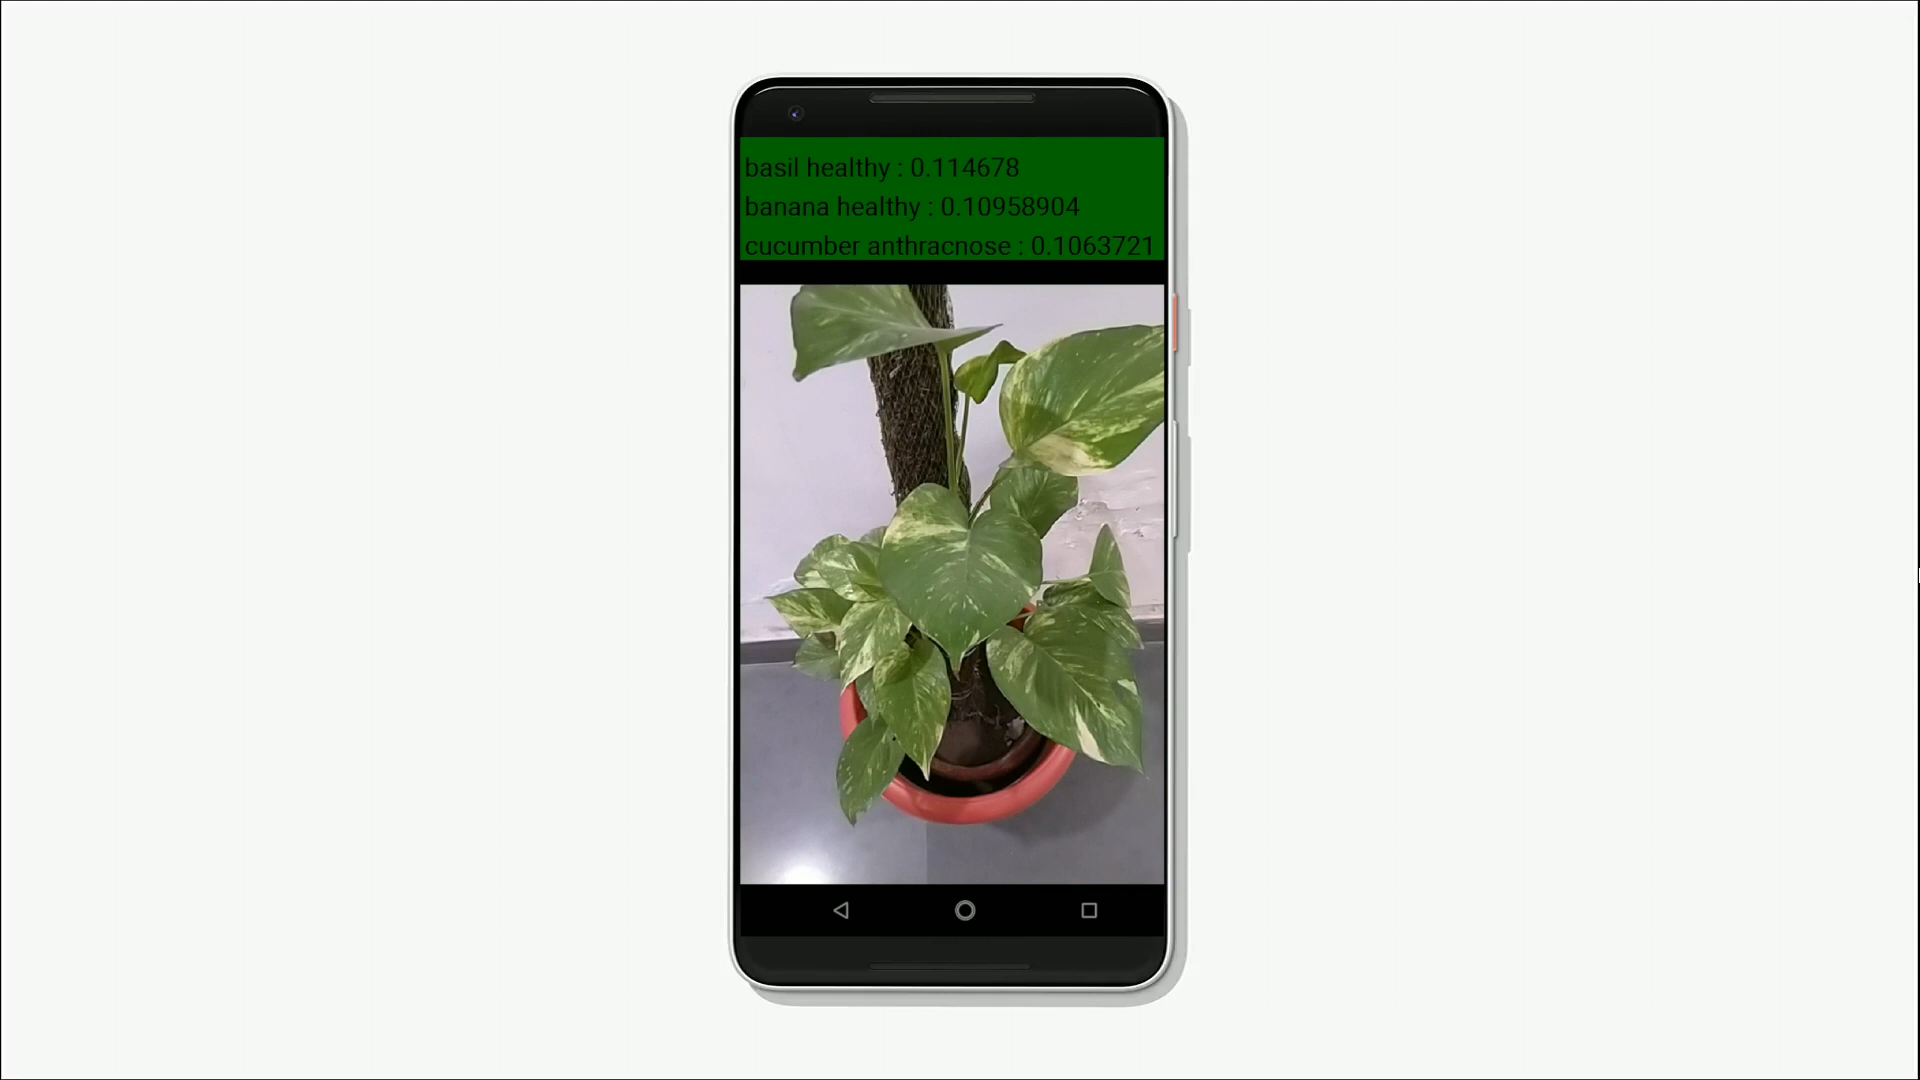 basil healthy : 0.114678
banana healthy : 0.10958904
cucumber anthracnose : 0.1063721